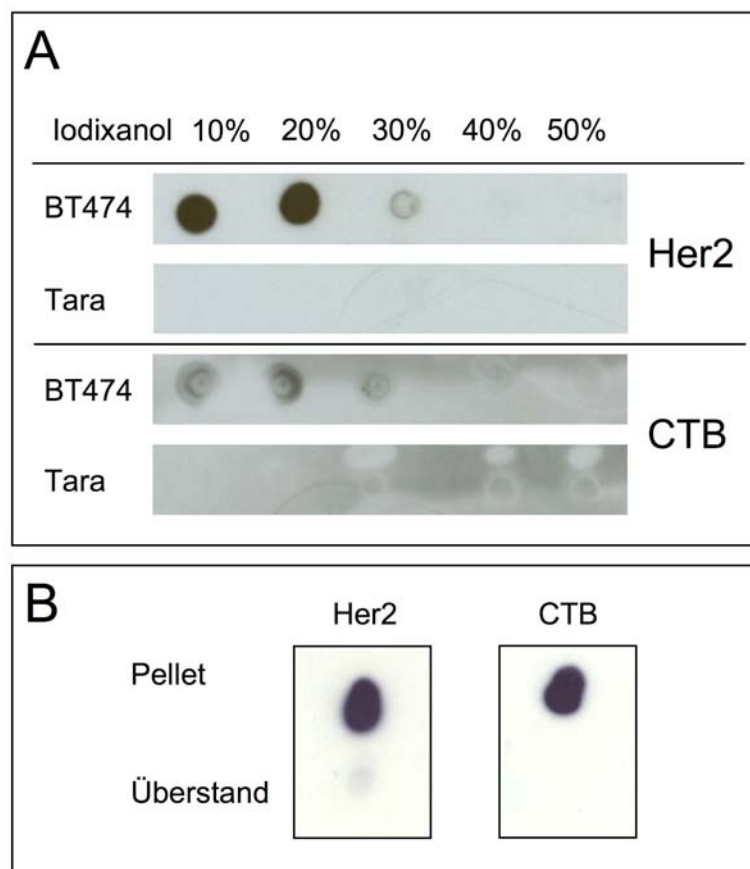 A
Iodixanol 10% 20% 30% 40% 50%
BT474
Her2
Tara
BT474
CTB
Tara
B
Her2 CTB
Pellet
Überstand